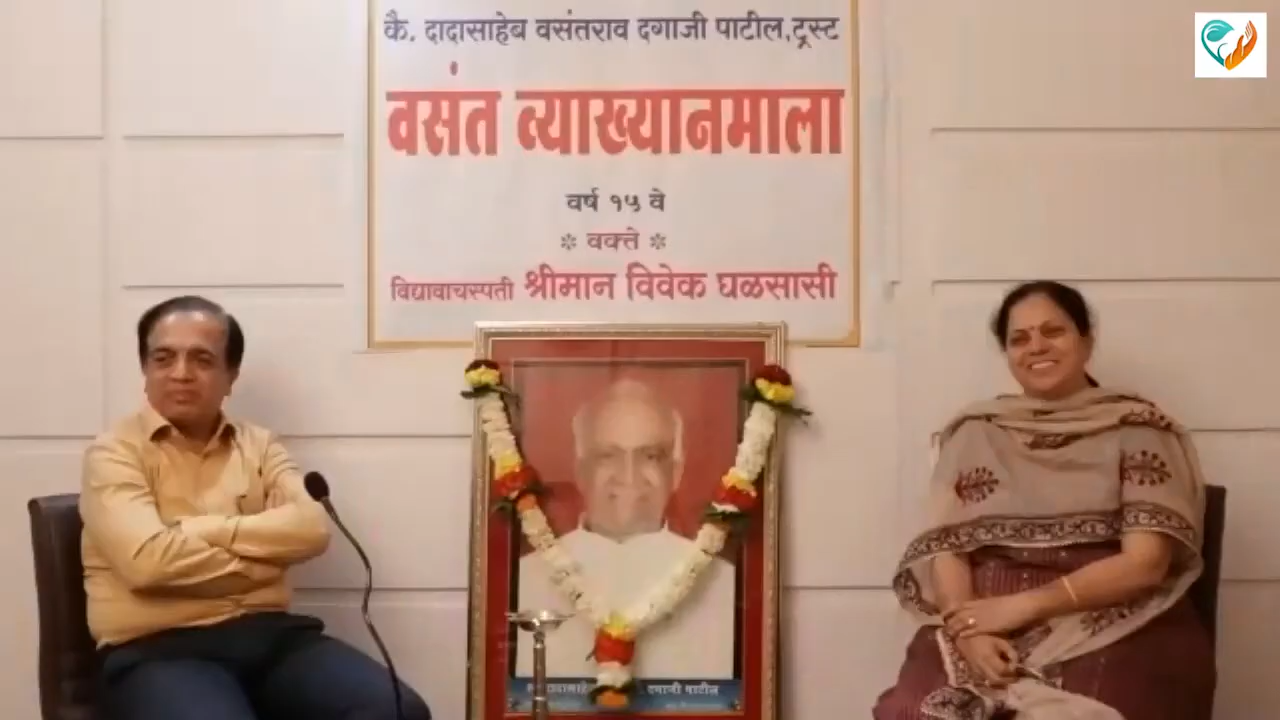 कै. दादासाहेब वसंतराव दगाजी पाटील,ट्रस्ट
वसंत व्याख्यानमाला
वर्ष १५ वे
❊ वक्ते ❊
विद्यावाचस्पती श्रीमान विवेक घळसासी
दगाजी पाटील